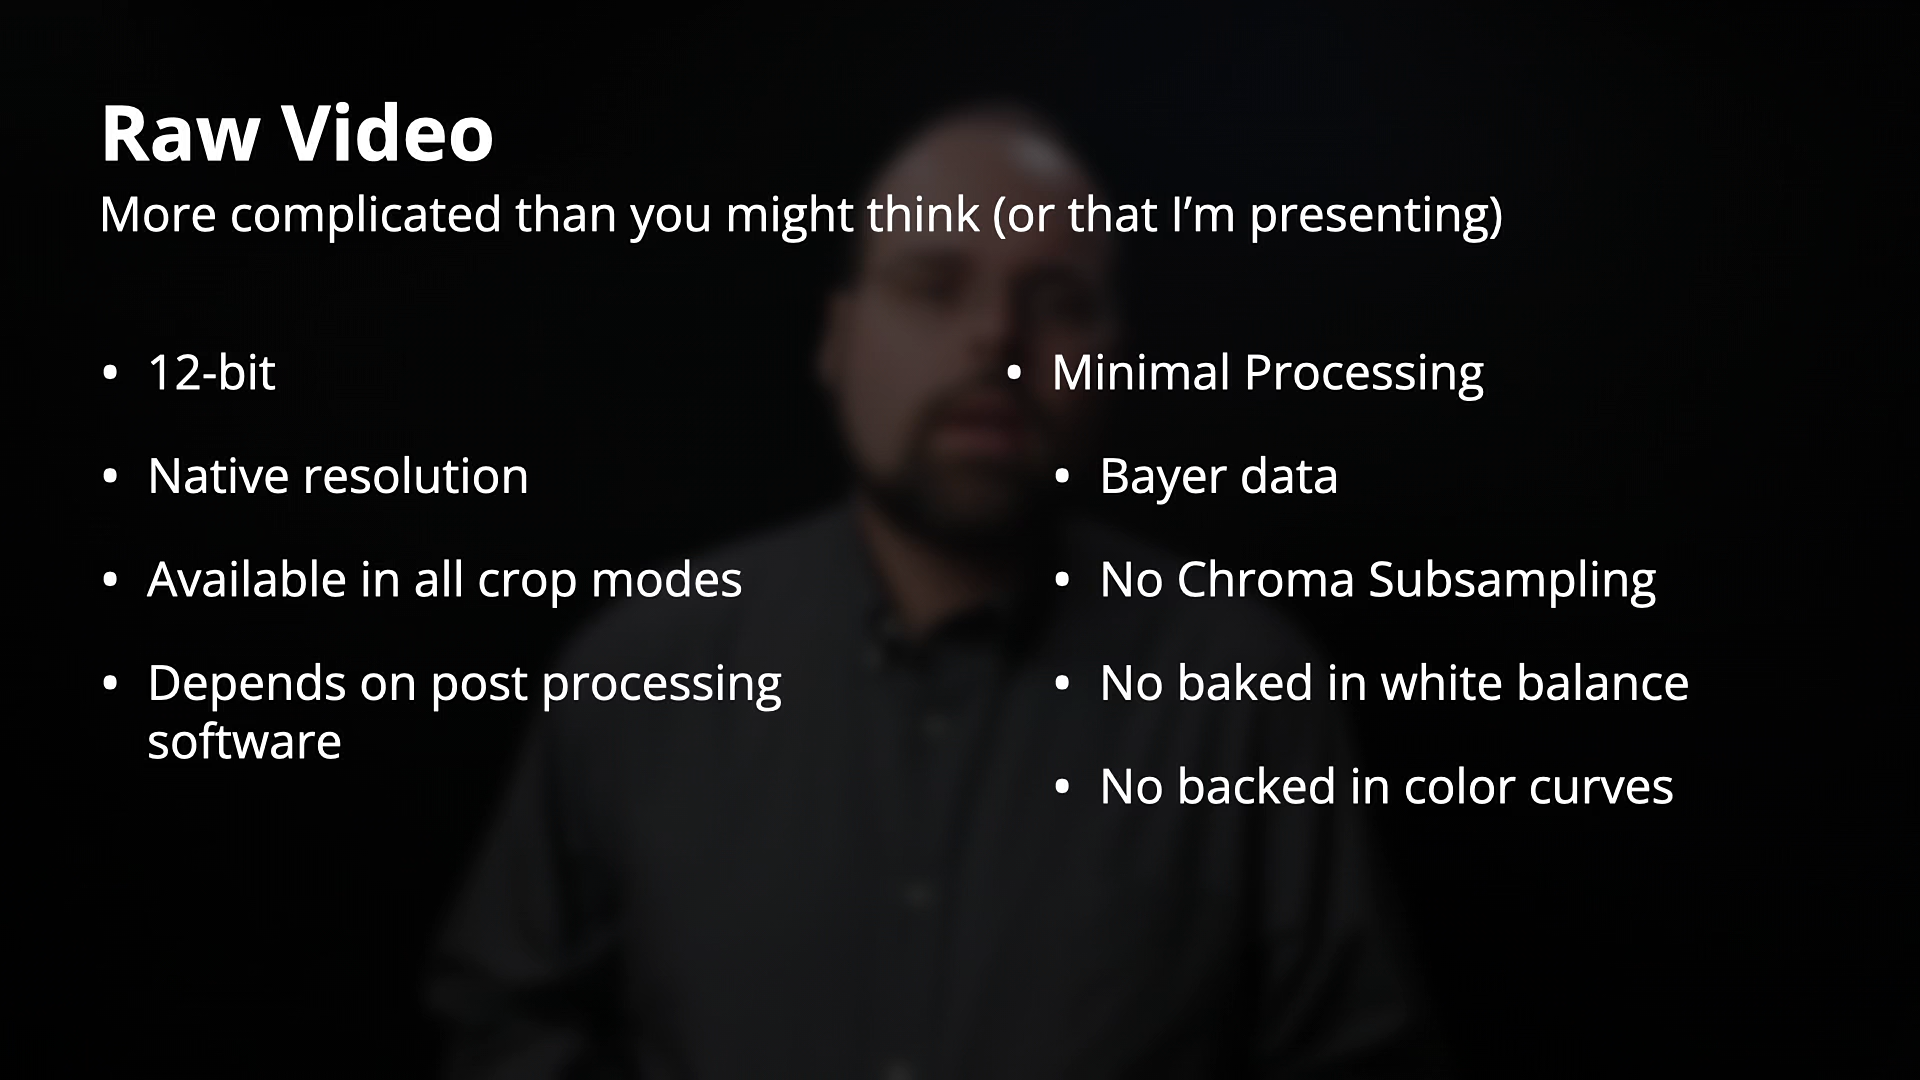 Raw Video
More complicated than you might think (or that I’m presenting)
• 12-bit
• Native resolution
• Available in all crop modes
• Depends on post processing
software
• Minimal Processing
• Bayer data
• No Chroma Subsampling
• No baked in white balance
• No backed in color curves